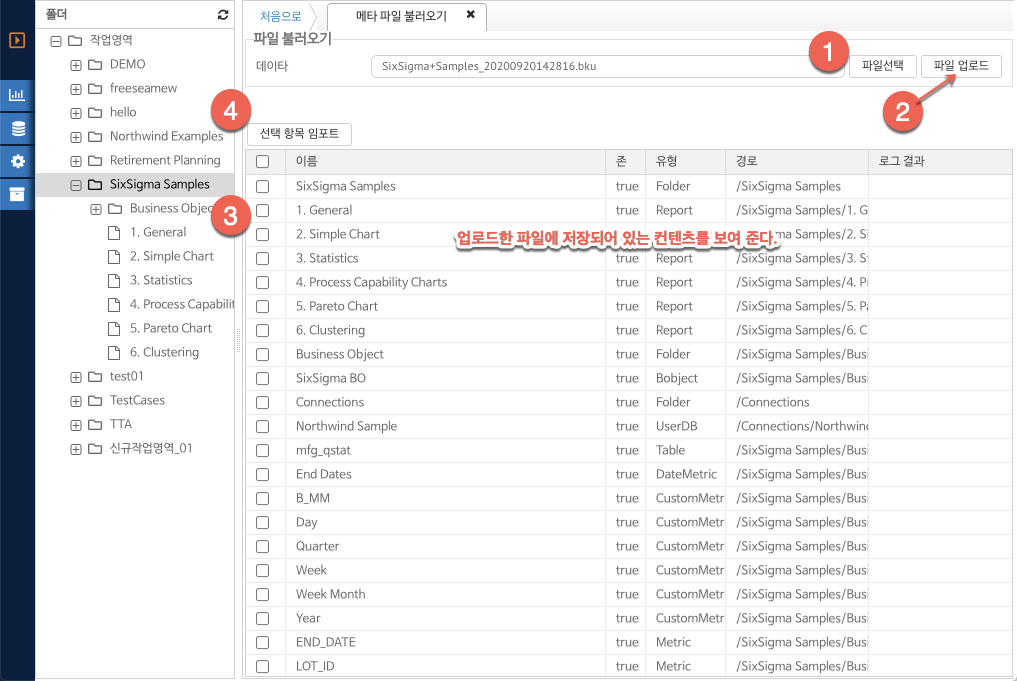 폴더
작업영역
DEMO
freeseamew
hello
Northwind Examples
Retirement Planning
SixSigma Samples
Business Objec
1. General
2. Simple Chart
3. Statistics
4. Process Capabilit
5. Pareto Chart
6. Clustering
test01
TestCases
TTA
신규작업영역_01
처음으로 메타 파일 불러오기
파일 불러오기
데이타 SixSigma+Samples_20200920142816.bku 파일선택 파일 업로드
1
2
3
4
선택 항목 임포트
이름 존 유형 경로 로그 결과
SixSigma Samples true Folder /SixSigma Samples
1. General true Report /SixSigma Samples/1. G
2. Simple Chart true Report /SixSigma Samples/2. Si
업로드한 파일에 저장되어 있는 컨텐츠를 보여 준다.
3. Statistics true Report /SixSigma Samples/3. St
4. Process Capability Charts true Report /SixSigma Samples/4. Pr
5. Pareto Chart true Report /SixSigma Samples/5. Pa
6. Clustering true Report /SixSigma Samples/6. C
Business Object true Folder /SixSigma Samples/Busi
SixSigma BO true Bobject /SixSigma Samples/Busi
Connections true Folder /Connections
Northwind Sample true UserDB /Connections/Northwind
mfg_qstat true Table /SixSigma Samples/Busi
End Dates true DateMetric /SixSigma Samples/Busi
B_MM true CustomMetr /SixSigma Samples/Busi
Day true CustomMetr /SixSigma Samples/Busi
Quarter true CustomMetr /SixSigma Samples/Busi
Week true CustomMetr /SixSigma Samples/Busi
Week Month true CustomMetr /SixSigma Samples/Busi
Year true CustomMetr /SixSigma Samples/Busi
END_DATE true Metric /SixSigma Samples/Busi
LOT_ID true Metric /SixSigma Samples/Busi